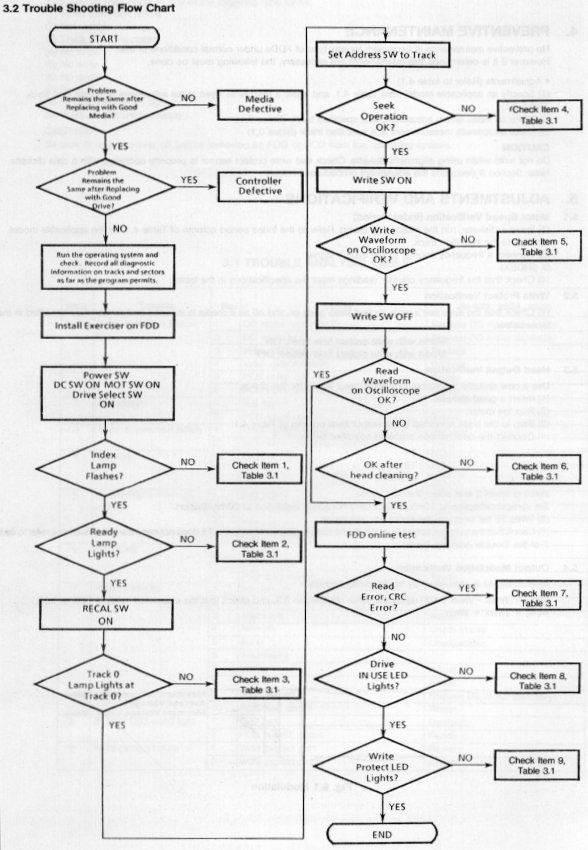 3.2 Trouble Shooting Flow Chart
START
Problem
Remains the Same after
Replacing with Good
Media?
NO
Media
Defective
YES
Problem
Remains the
Same after Replacing
with Good
Drive?
YES
Controller
Defective
NO
Run the operating system and
check. Record all diagnostic
information on tracks and sectors
as far as the program permits.
Install Exerciser on FDD
Power SW
DC SW ON MOT SW ON
Drive Select SW
ON
Index
Lamp
Flashes?
NO
Check Item 1,
Table 3.1
YES
Ready
Lamp
Lights?
NO
Check Item 2,
Table 3.1
YES
RECAL SW
ON
Track 0
Lamp Lights at
Track 0?
NO
Check Item 3,
Table 3.1
YES
Set Address SW to Track
Seek
Operation
OK?
NO
Check Item 4,
Table 3.1
YES
Write SW ON
Write
Waveform
on Oscilloscope
OK?
NO
Check Item 5,
Table 3.1
YES
Write SW OFF
YES
Read
Waveform
on Oscilloscope
OK?
NO
OK after
head cleaning?
NO
Check Item 6,
Table 3.1
YES
FDD online test
Read
Error, CRC
Error?
YES
Check Item 7,
Table 3.1
NO
Drive
IN USE LED
Lights?
NO
Check Item 8,
Table 3.1
YES
Write
Protect LED
Lights?
NO
Check Item 9,
Table 3.1
YES
END